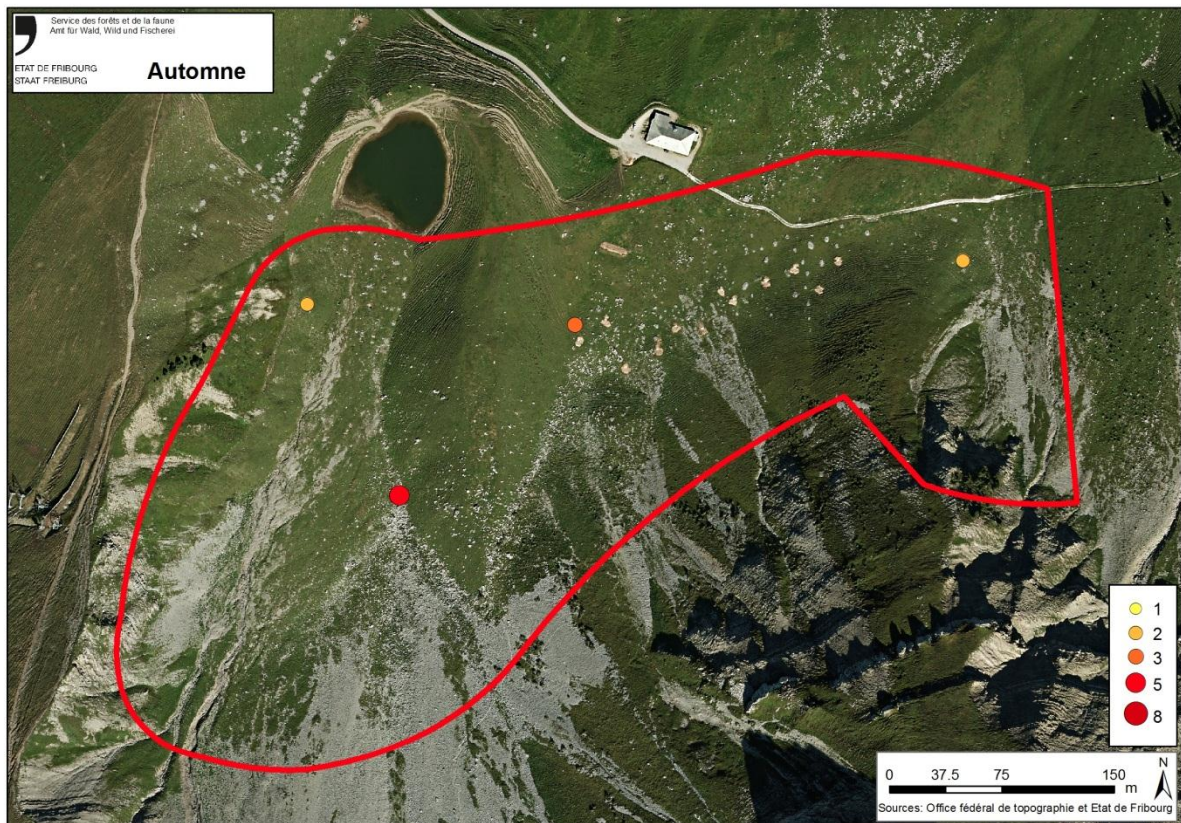 Service des forêts et de la faune
Amt für Wald, Wild und Fischerei
ETAT DE FRIBOURG
STAAT FREIBURG
Automne
1
2
3
5
8
N
0 37.5 75 150
m
Sources: Office fédéral de topographie et Etat de Fribourg